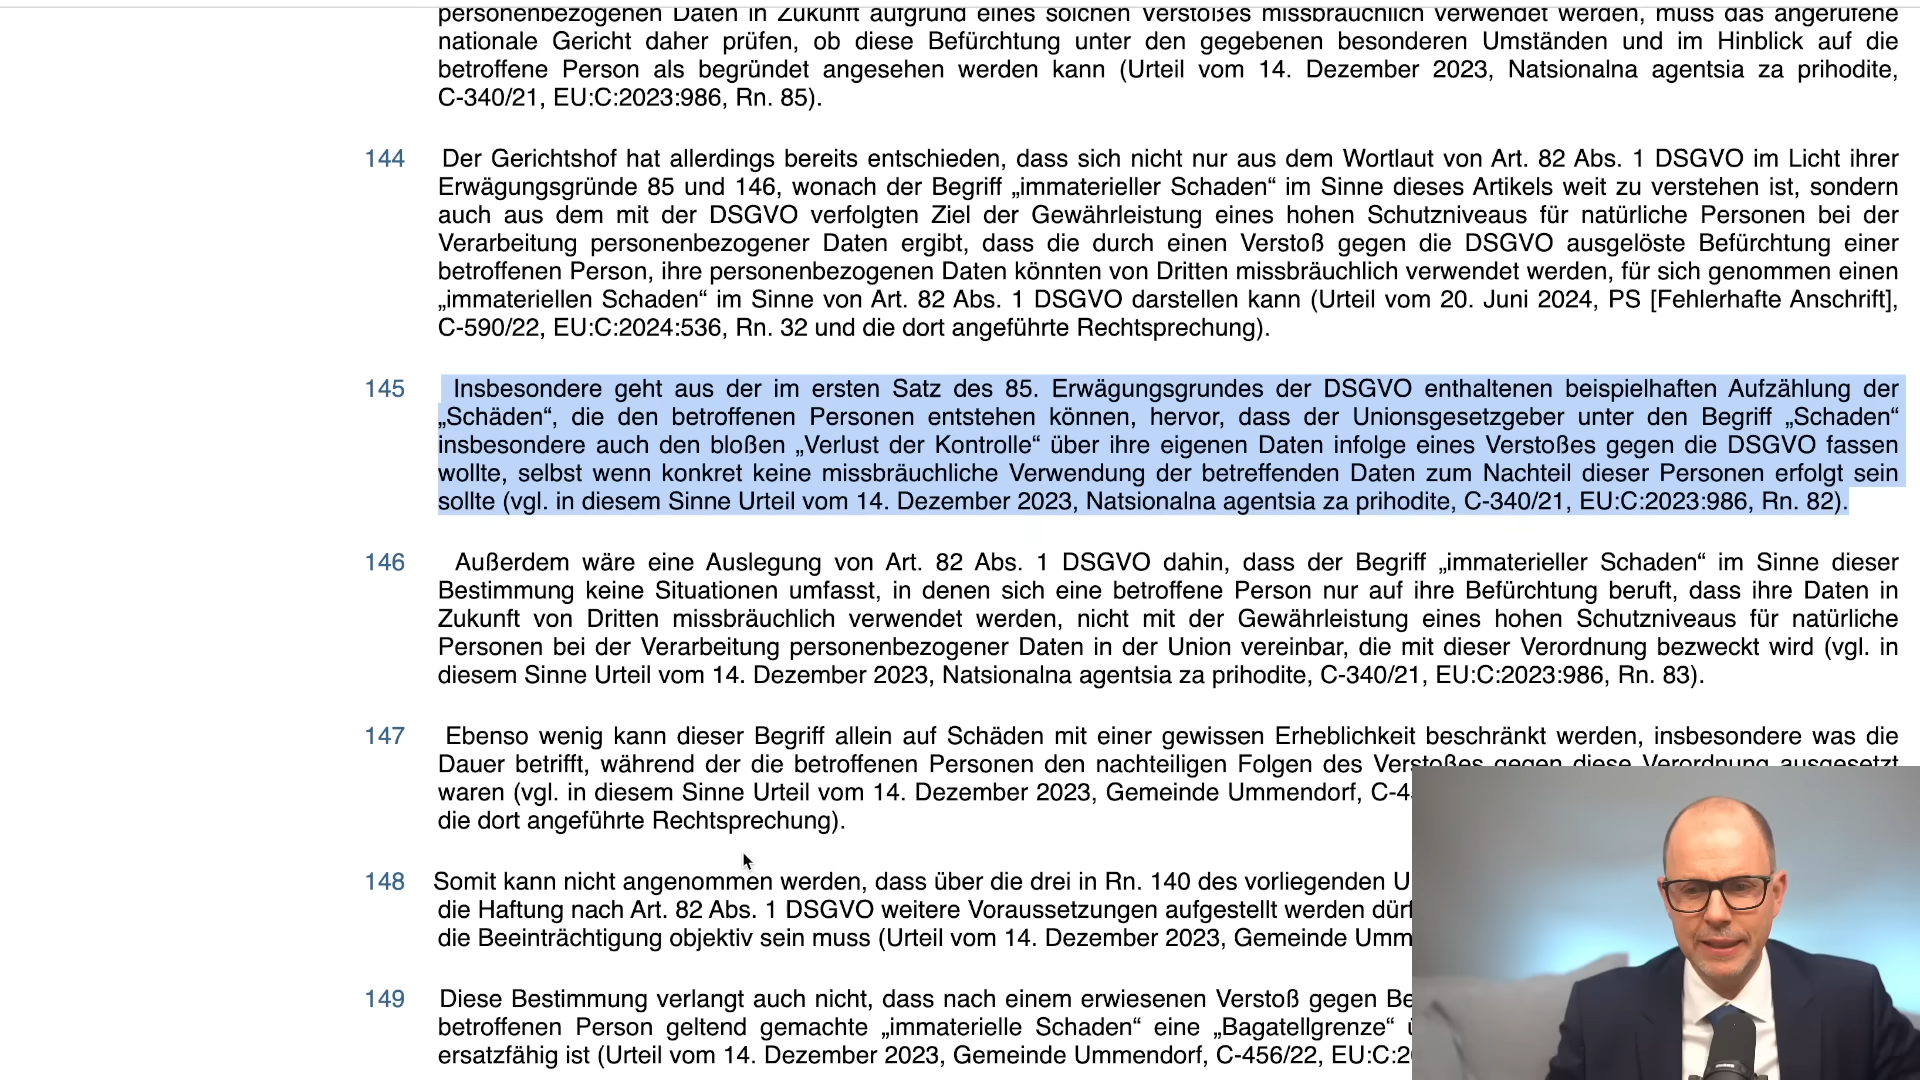 personenbezogenen Daten in Zukunft aufgrund eines solchen Verstoßes missbräuchlich verwendet werden, muss das angerufene
nationale Gericht daher prüfen, ob diese Befürchtung unter den gegebenen besonderen Umständen und im Hinblick auf die
betroffene Person als begründet angesehen werden kann (Urteil vom 14. Dezember 2023, Natsionalna agentsia za prihodite,
C-340/21, EU:C:2023:986, Rn. 85).
144 Der Gerichtshof hat allerdings bereits entschieden, dass sich nicht nur aus dem Wortlaut von Art. 82 Abs. 1 DSGVO im Licht ihrer
Erwägungsgründe 85 und 146, wonach der Begriff „immaterieller Schaden“ im Sinne dieses Artikels weit zu verstehen ist, sondern
auch aus dem mit der DSGVO verfolgten Ziel der Gewährleistung eines hohen Schutzniveaus für natürliche Personen bei der
Verarbeitung personenbezogener Daten ergibt, dass die durch einen Verstoß gegen die DSGVO ausgelöste Befürchtung einer
betroffenen Person, ihre personenbezogenen Daten könnten von Dritten missbräuchlich verwendet werden, für sich genommen einen
„immateriellen Schaden“ im Sinne von Art. 82 Abs. 1 DSGVO darstellen kann (Urteil vom 20. Juni 2024, PS [Fehlerhafte Anschrift],
C-590/22, EU:C:2024:536, Rn. 32 und die dort angeführte Rechtsprechung).
145 Insbesondere geht aus der im ersten Satz des 85. Erwägungsgrundes der DSGVO enthaltenen beispielhaften Aufzählung der
„Schäden“, die den betroffenen Personen entstehen können, hervor, dass der Unionsgesetzgeber unter den Begriff „Schaden“
insbesondere auch den bloßen „Verlust der Kontrolle“ über ihre eigenen Daten infolge eines Verstoßes gegen die DSGVO fassen
wollte, selbst wenn konkret keine missbräuchliche Verwendung der betreffenden Daten zum Nachteil dieser Personen erfolgt sein
sollte (vgl. in diesem Sinne Urteil vom 14. Dezember 2023, Natsionalna agentsia za prihodite, C-340/21, EU:C:2023:986, Rn. 82).
146 Außerdem wäre eine Auslegung von Art. 82 Abs. 1 DSGVO dahin, dass der Begriff „immaterieller Schaden“ im Sinne dieser
Bestimmung keine Situationen umfasst, in denen sich eine betroffene Person nur auf ihre Befürchtung beruft, dass ihre Daten in
Zukunft von Dritten missbräuchlich verwendet werden, nicht mit der Gewährleistung eines hohen Schutzniveaus für natürliche
Personen bei der Verarbeitung personenbezogener Daten in der Union vereinbar, die mit dieser Verordnung bezweckt wird (vgl. in
diesem Sinne Urteil vom 14. Dezember 2023, Natsionalna agentsia za prihodite, C-340/21, EU:C:2023:986, Rn. 83).
147 Ebenso wenig kann dieser Begriff allein auf Schäden mit einer gewissen Erheblichkeit beschränkt werden, insbesondere was die
Dauer betrifft, während der die betroffenen Personen den nachteiligen Folgen des Verstoßes gegen diese Verordnung ausgesetzt
waren (vgl. in diesem Sinne Urteil vom 14. Dezember 2023, Gemeinde Ummendorf,
die dort angeführte Rechtsprechung).
148 Somit kann nicht angenommen werden, dass über die drei in Rn. 140 des vorliegenden
die Haftung nach Art. 82 Abs. 1 DSGVO weitere Voraussetzungen aufgestellt werden
die Beeinträchtigung objektiv sein muss (Urteil vom 14. Dezember 2023, Gemeinde
149 Diese Bestimmung verlangt auch nicht, dass nach einem erwiesenen Verstoß gegen
betroffenen Person geltend gemachte „immaterielle Schaden“ eine „Bagatellgrenze“
ersatzfähig ist (Urteil vom 14. Dezember 2023, Gemeinde Ummendorf, C-456/22,